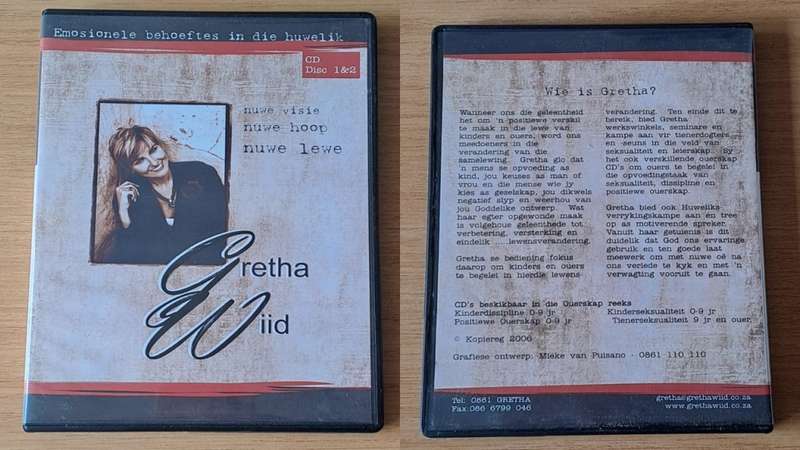 Emosionele behoeftes in die huwelik
CD
Disc 1&2
nuwe visie
nuwe hoop
nuwe lewe
Gretha
Wiid
Wie is Gretha?
Wanneer ons die geleentheid
het om 'n positiewe verskil
te maak in die lewe van
kinders en ouers, word ons
meedoeners in die
verandering van die
samelewing. Gretha glo dat
'n mens se opvoeding as
kind, jou keuses as man of
vrou en die mense wie jy
kies as geselskap, jou dikwels
negatief slyp en weerhou van
jou Goddelike ontwerp. Wat
haar egter opgewonde maak
is volgehoue geleenthede tot
verbetering, versterking en
eindelik ......lewensverandering.
Gretha se bediening fokus
daarop om kinders en ouers
te begelei in hierdie lewens
verandering. Ten einde dit te
bereik, bied Gretha
werkswinkels, seminare en
kampe aan vir tienerdogters
en -seuns in die veld van
seksualiteit en leierskap. Sy
het ook verskillende ouerskap
CD's om ouers te begelei in
die opvoedingstaak van
seksualiteit, dissipline en
positiewe ouerskap.
Gretha bied ook Huweliks
verrykingskampe aan en tree
op as motiverende spreker.
Vanuit haar getuienis is dit
duidelik dat God ons ervaringe
gebruik en ten goede laat
meewerk om met nuwe oë na
ons verlede te kyk en met 'n
verwagting vooruit te gaan.
CD's beskikbaar in die Ouerskap reeks
Kinderdissipline 0-9 jr Kinderseksualiteit 0-9 jr
Positiewe Ouerskap 0-9 jr Tienerseksualiteit 9 jr en ouer
© Kopiereg 2006
Grafiese ontwerp: Mieke van Puisano · 0861 110 110
Tel: 0861 GRETHA gretha@grethawiid.co.za
Fax:086 6799 046 www.grethawiid.co.za